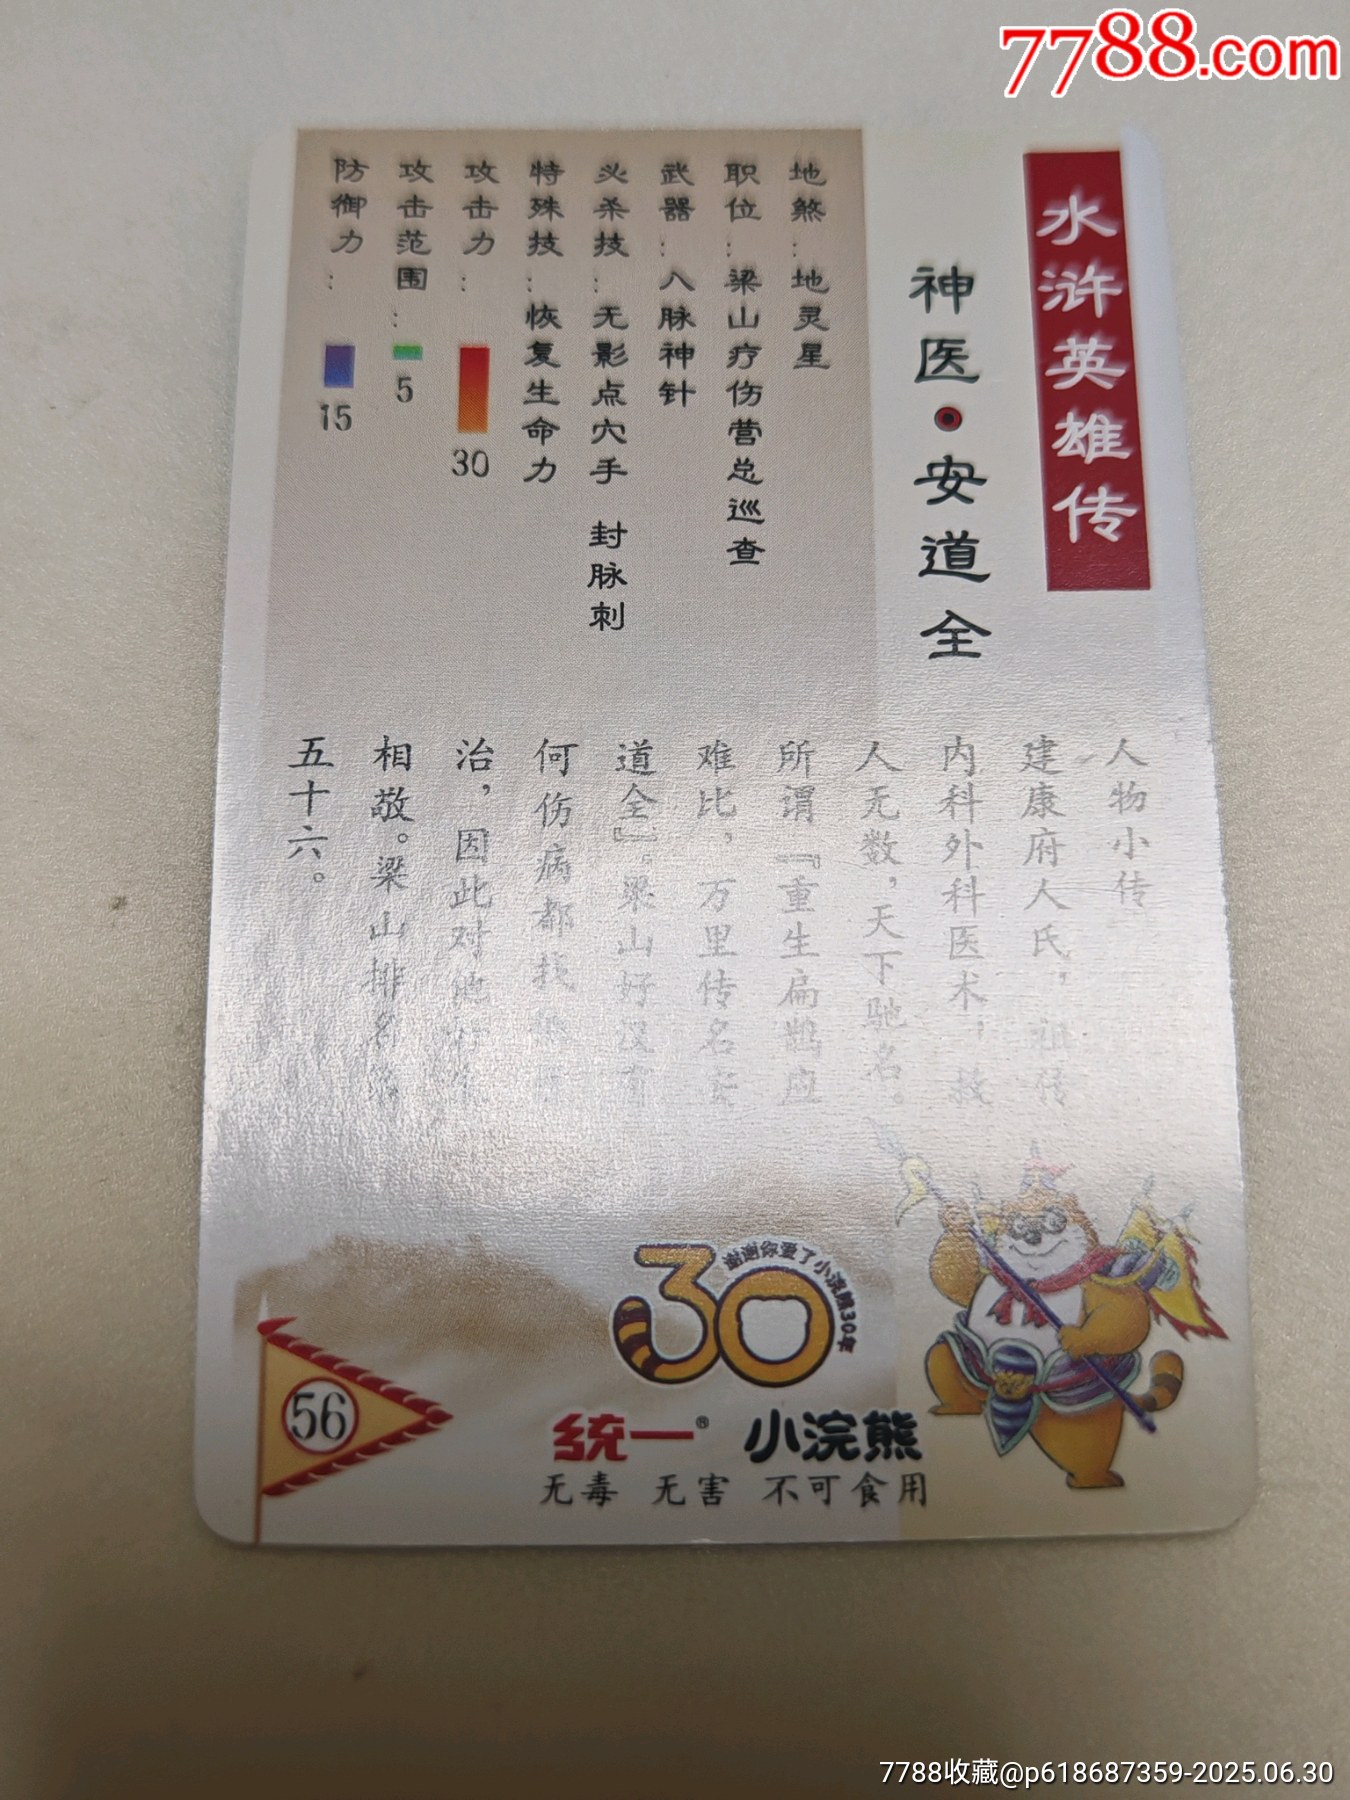 7788.com
水浒英雄传
神医·安道全
地煞：地灵星
职位：梁山疗伤营总巡查
武器：八脉神针
必杀技：无影点穴手 封脉刺
特殊技：恢复生命力
攻击力：30
攻击范围：5
防御力：15
人物小传
建康府人氏，祖传
内科外科医术，救
人无数，天下驰名。
所谓『重生扁鹊应
难比，万里传名安
道全』。梁山好汉有
何伤病都找
治，因此对他
相敬。梁山排名第
五十六。
谢谢你爱了小浣熊30年
30
56
统一® 小浣熊
无毒 无害 不可食用
7788收藏@p618687359-2025.06.30